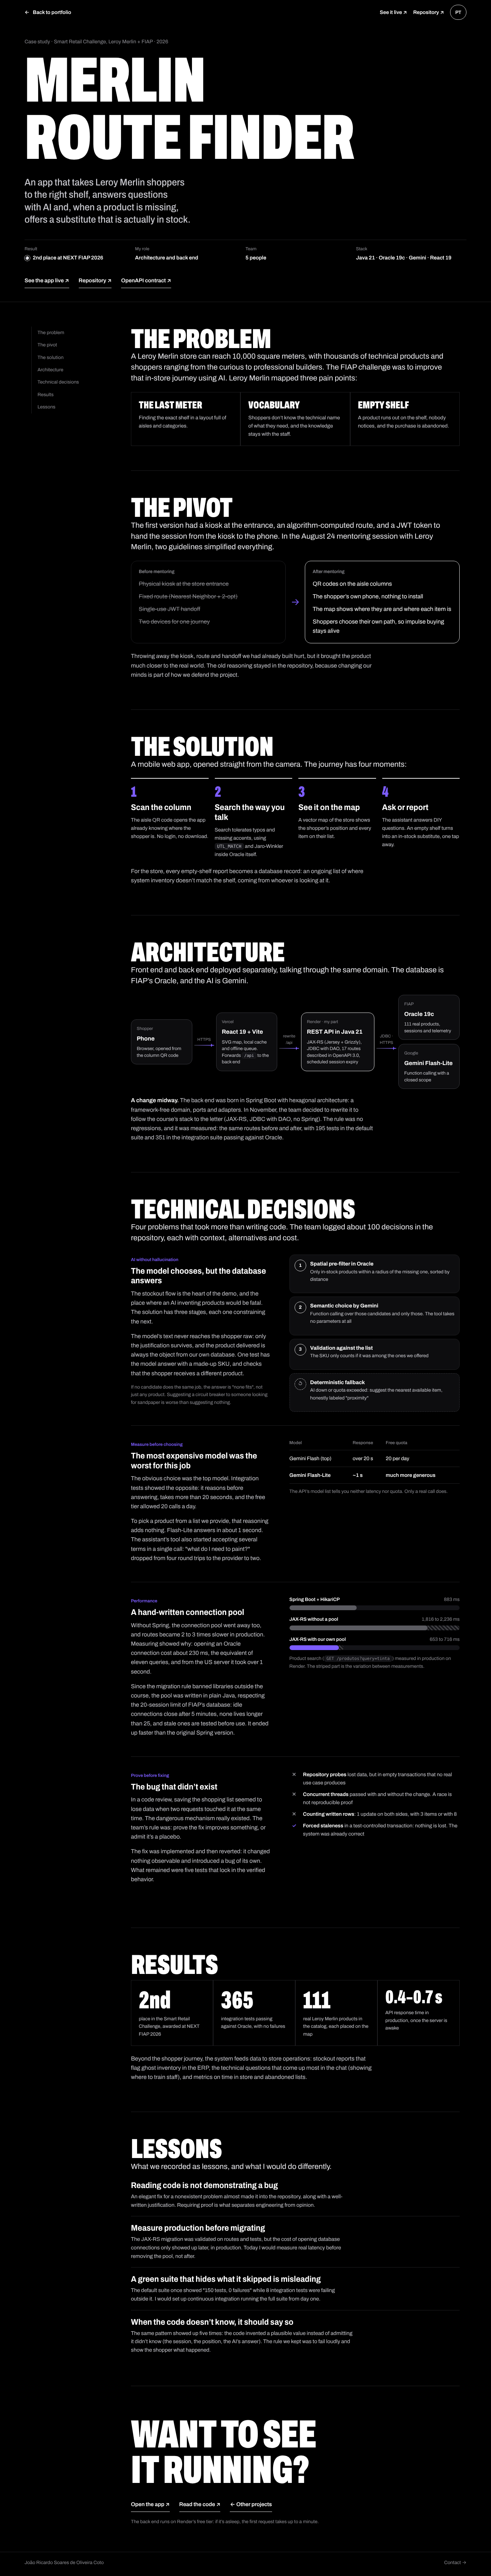 ← Back to portfolio
See it live ↗ Repository ↗ PT
Case study · Smart Retail Challenge, Leroy Merlin + FIAP · 2026
MERLIN
ROUTE FINDER
An app that takes Leroy Merlin shoppers
to the right shelf, answers questions
with AI and, when a product is missing,
offers a substitute that is actually in stock.
Result
2nd place at NEXT FIAP 2026
My role
Architecture and back end
Team
5 people
Stack
Java 21 · Oracle 19c · Gemini · React 19
See the app live ↗ Repository ↗ OpenAPI contract ↗
The problem
The pivot
The solution
Architecture
Technical decisions
Results
Lessons
THE PROBLEM
A Leroy Merlin store can reach 10,000 square meters, with thousands of technical products and
shoppers ranging from the curious to professional builders. The FIAP challenge was to improve
that in-store journey using AI. Leroy Merlin mapped three pain points:
THE LAST METER
Finding the exact shelf in a layout full of
aisles and categories.
VOCABULARY
Shoppers don't know the technical name
of what they need, and the knowledge
stays with the staff.
EMPTY SHELF
A product runs out on the shelf, nobody
notices, and the purchase is abandoned.
THE PIVOT
The first version had a kiosk at the entrance, an algorithm-computed route, and a JWT token to
hand the session from the kiosk to the phone. In the August 24 mentoring session with Leroy
Merlin, two guidelines simplified everything.
Before mentoring
Physical kiosk at the store entrance
Fixed route (Nearest Neighbor + 2-opt)
Single-use JWT handoff
Two devices for one journey
→
After mentoring
QR codes on the aisle columns
The shopper's own phone, nothing to install
The map shows where they are and where each item is
Shoppers choose their own path, so impulse buying
stays alive
Throwing away the kiosk, route and handoff we had already built hurt, but it brought the product
much closer to the real world. The old reasoning stayed in the repository, because changing our
minds is part of how we defend the project.
THE SOLUTION
A mobile web app, opened straight from the camera. The journey has four moments:
1
Scan the column
The aisle QR code opens the app
already knowing where the
shopper is. No login, no download.
2
Search the way you
talk
Search tolerates typos and
missing accents, using
UTL_MATCH and Jaro-Winkler
inside Oracle itself.
3
See it on the map
A vector map of the store shows
the shopper's position and every
item on their list.
4
Ask or report
The assistant answers DIY
questions. An empty shelf turns
into an in-stock substitute, one tap
away.
For the store, every empty-shelf report becomes a database record: an ongoing list of where
system inventory doesn't match the shelf, coming from whoever is looking at it.
ARCHITECTURE
Front end and back end deployed separately, talking through the same domain. The database is
FIAP's Oracle, and the AI is Gemini.
Shopper
Phone
Browser, opened from
the column QR code
HTTPS
Vercel
React 19 + Vite
SVG map, local cache
and offline queue
Forwards /api to the
back end
rewrite
/api
Render · my part
REST API in Java 21
JAX-RS (Jersey + Grizzly),
JDBC with DAO, 17 routes
described in OpenAPI 3.0,
scheduled session expiry
JDBC
HTTPS
FIAP
Oracle 19c
111 real products,
sessions and telemetry
Google
Gemini Flash-Lite
Function calling with a
closed scope
A change midway. The back end was born in Spring Boot with hexagonal architecture: a
framework-free domain, ports and adapters. In November, the team decided to rewrite it to
follow the course's stack to the letter (JAX-RS, JDBC with DAO, no Spring). The rule was no
regressions, and it was measured: the same routes before and after, with 195 tests in the default
suite and 351 in the integration suite passing against Oracle.
TECHNICAL DECISIONS
Four problems that took more than writing code. The team logged about 100 decisions in the
repository, each with context, alternatives and cost.
AI without hallucination
The model chooses, but the database
answers
The stockout flow is the heart of the demo, and the
place where an AI inventing products would be fatal.
The solution has three stages, each one constraining
the next.
The model's text never reaches the shopper raw: only
the justification survives, and the product delivered is
always the object from our own database. One test has
the model answer with a made-up SKU, and checks
that the shopper receives a different product.
If no candidate does the same job, the answer is "none fits", not
just any product. Suggesting a circuit breaker to someone looking
for sandpaper is worse than suggesting nothing.
1
Spatial pre-filter in Oracle
Only in-stock products within a radius of the missing one, sorted by
distance
2
Semantic choice by Gemini
Function calling over those candidates and only those. The tool takes
no parameters at all
3
Validation against the list
The SKU only counts if it was among the ones we offered
Deterministic fallback
AI down or quota exceeded: suggest the nearest available item,
honestly labeled "proximity"
Measure before choosing
The most expensive model was the
worst for this job
The obvious choice was the top model. Integration
tests showed the opposite: it reasons before
answering, takes more than 20 seconds, and the free
tier allowed 20 calls a day.
To pick a product from a list we provide, that reasoning
adds nothing. Flash-Lite answers in about 1 second.
The assistant's tool also started accepting several
terms in a single call: "what do I need to paint?"
dropped from four round trips to the provider to two.
Model Response Free quota
Gemini Flash (top) over 20 s 20 per day
Gemini Flash-Lite ~1 s much more generous
The API's model list tells you neither latency nor quota. Only a real call does.
Performance
A hand-written connection pool
Without Spring, the connection pool went away too,
and routes became 2 to 3 times slower in production.
Measuring showed why: opening an Oracle
connection cost about 230 ms, the equivalent of
eleven queries, and from the US server it took over 1
second.
Since the migration rule banned libraries outside the
course, the pool was written in plain Java, respecting
the 20-session limit of FIAP's database: idle
connections close after 5 minutes, none lives longer
than 25, and stale ones are tested before use. It ended
up faster than the original Spring version.
Spring Boot + HikariCP 883 ms
JAX-RS without a pool 1,818 to 2,238 ms
JAX-RS with our own pool 653 to 716 ms
Product search ( GET /produtos?query=tinta ) measured in production on
Render. The striped part is the variation between measurements.
Prove before fixing
The bug that didn't exist
In a code review, saving the shopping list seemed to
lose data when two requests touched it at the same
time. The dangerous mechanism really existed. The
team's rule was: prove the fix improves something, or
admit it's a placebo.
The fix was implemented and then reverted: it changed
nothing observable and introduced a bug of its own.
What remained were five tests that lock in the verified
behavior.
✕ Repository probes lost data, but in empty transactions that no real
use case produces
✕ Concurrent threads passed with and without the change. A race is
not reproducible proof
✕ Counting written rows: 1 update on both sides, with 3 items or with 8
✓ Forced staleness in a test-controlled transaction: nothing is lost. The
system was already correct
RESULTS
2nd
place in the Smart Retail
Challenge, awarded at NEXT
FIAP 2026
365
integration tests passing
against Oracle, with no failures
111
real Leroy Merlin products in
the catalog, each placed on the
map
0.4–0.7 s
API response time in
production, once the server is
awake
Beyond the shopper journey, the system feeds data to store operations: stockout reports that
flag ghost inventory in the ERP, the technical questions that come up most in the chat (showing
where to train staff), and metrics on time in store and abandoned lists.
LESSONS
What we recorded as lessons, and what I would do differently.
Reading code is not demonstrating a bug
An elegant fix for a nonexistent problem almost made it into the repository, along with a well-
written justification. Requiring proof is what separates engineering from opinion.
Measure production before migrating
The JAX-RS migration was validated on routes and tests, but the cost of opening database
connections only showed up later, in production. Today I would measure real latency before
removing the pool, not after.
A green suite that hides what it skipped is misleading
The default suite once showed "150 tests, 0 failures" while 8 integration tests were failing
outside it. I would set up continuous integration running the full suite from day one.
When the code doesn't know, it should say so
The same pattern showed up five times: the code invented a plausible value instead of admitting
it didn't know (the session, the position, the AI's answer). The rule we kept was to fail loudly and
show the shopper what happened.
WANT TO SEE
IT RUNNING?
Open the app ↗ Read the code ↗ ← Other projects
The back end runs on Render's free tier: if it's asleep, the first request takes up to a minute.
João Ricardo Soares de Oliveira Coto
Contact →